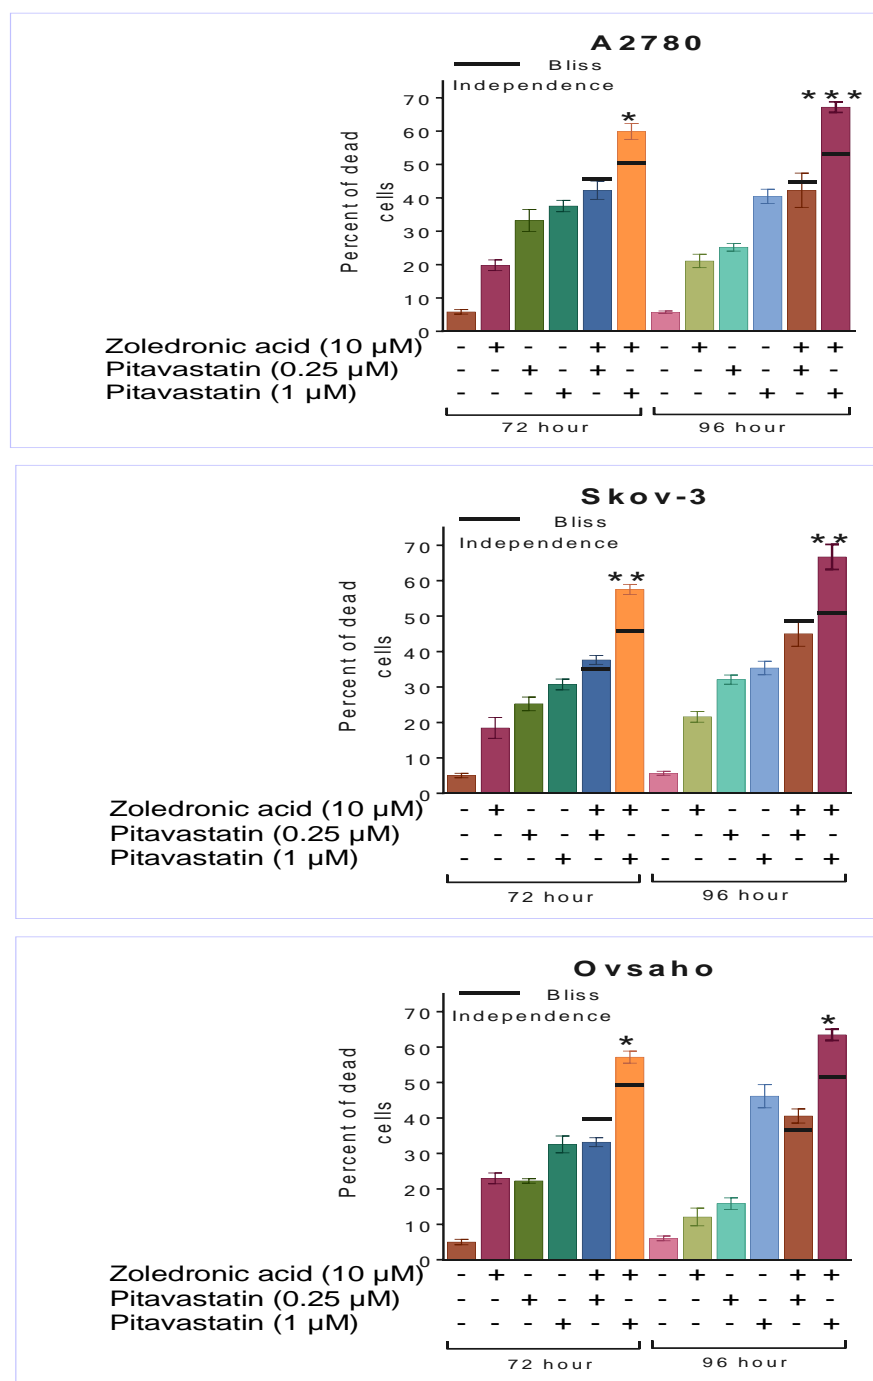 A2780
Bliss
Independence
* * *
*
70
60
50
40
30
20
10
0
Percent of dead
cells
Zoledronic acid (10 µM) - + - - + + - + - - + +
Pitavastatin (0.25 µM) - - + - + - - - + - + -
Pitavastatin (1 µM) - - - + - + - - - + - +
72 hour 96 hour
Skov-3
Bliss
Independence
* *
* *
70
60
50
40
30
20
10
0
Percent of dead
cells
Zoledronic acid (10 µM) - + - - + + - + - - + +
Pitavastatin (0.25 µM) - - + - + - - - + - + -
Pitavastatin (1 µM) - - - + - + - - - + - +
72 hour 96 hour
Ovsaho
Bliss
Independence
*
*
70
60
50
40
30
20
10
0
Percent of dead
cells
Zoledronic acid (10 µM) - + - - + + - + - - + +
Pitavastatin (0.25 µM) - - + - + - - - + - + -
Pitavastatin (1 µM) - - - + - + - - - + - +
72 hour 96 hour